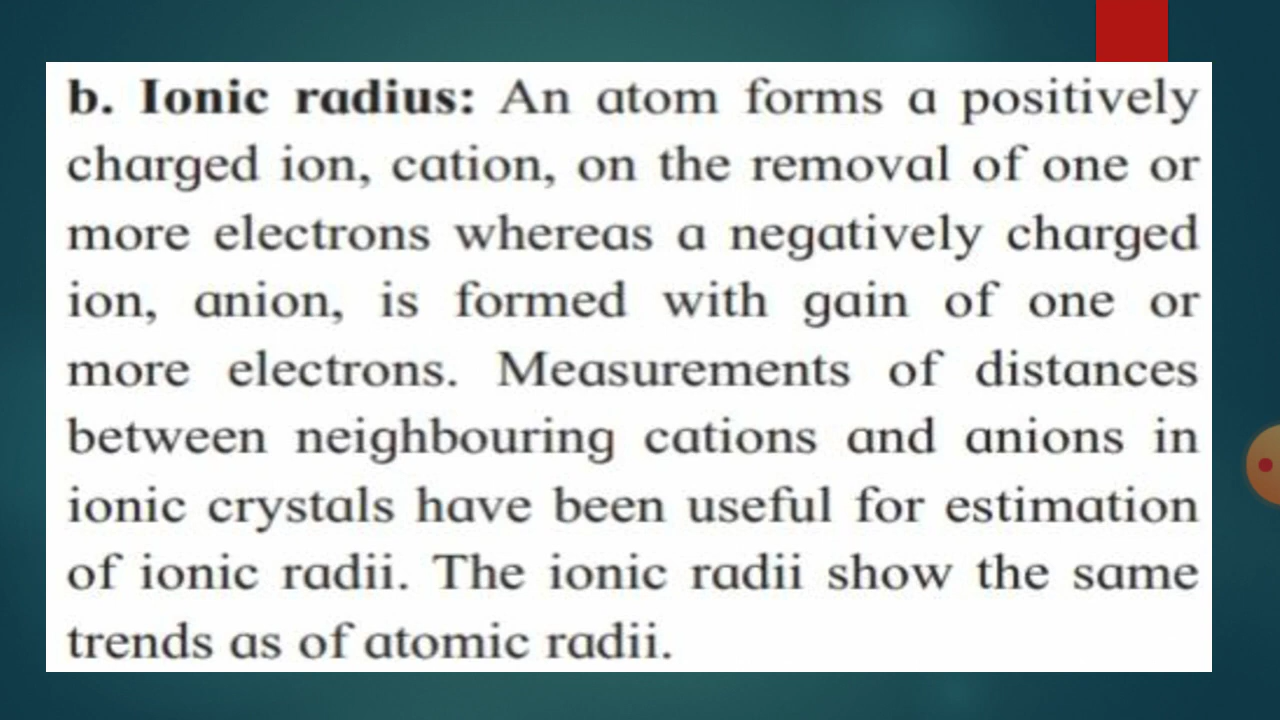 b. Ionic radius: An atom forms a positively
charged ion, cation, on the removal of one or
more electrons whereas a negatively charged
ion, anion, is formed with gain of one or
more electrons. Measurements of distances
between neighbouring cations and anions in
ionic crystals have been useful for estimation
of ionic radii. The ionic radii show the same
trends as of atomic radii.